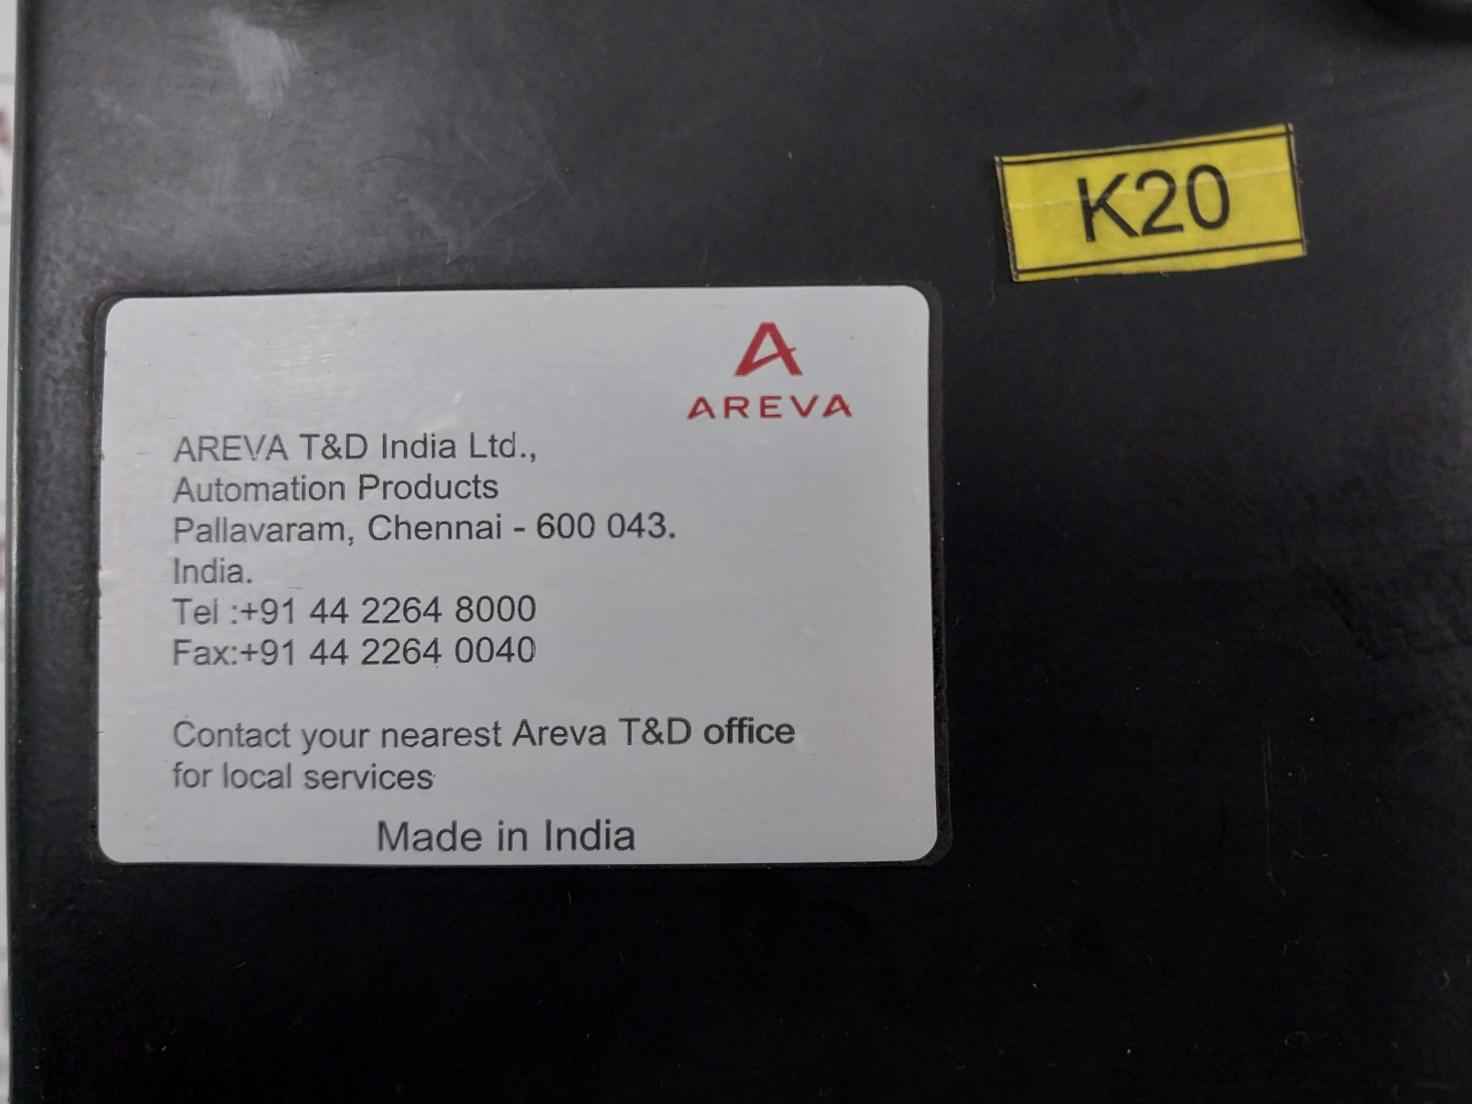 K20
AREVA
AREVA T&D India Ltd.,
Automation Products
Pallavaram, Chennai - 600 043.
India.
Tel :+91 44 2264 8000
Fax:+91 44 2264 0040
Contact your nearest Areva T&D office
for local services
Made in India